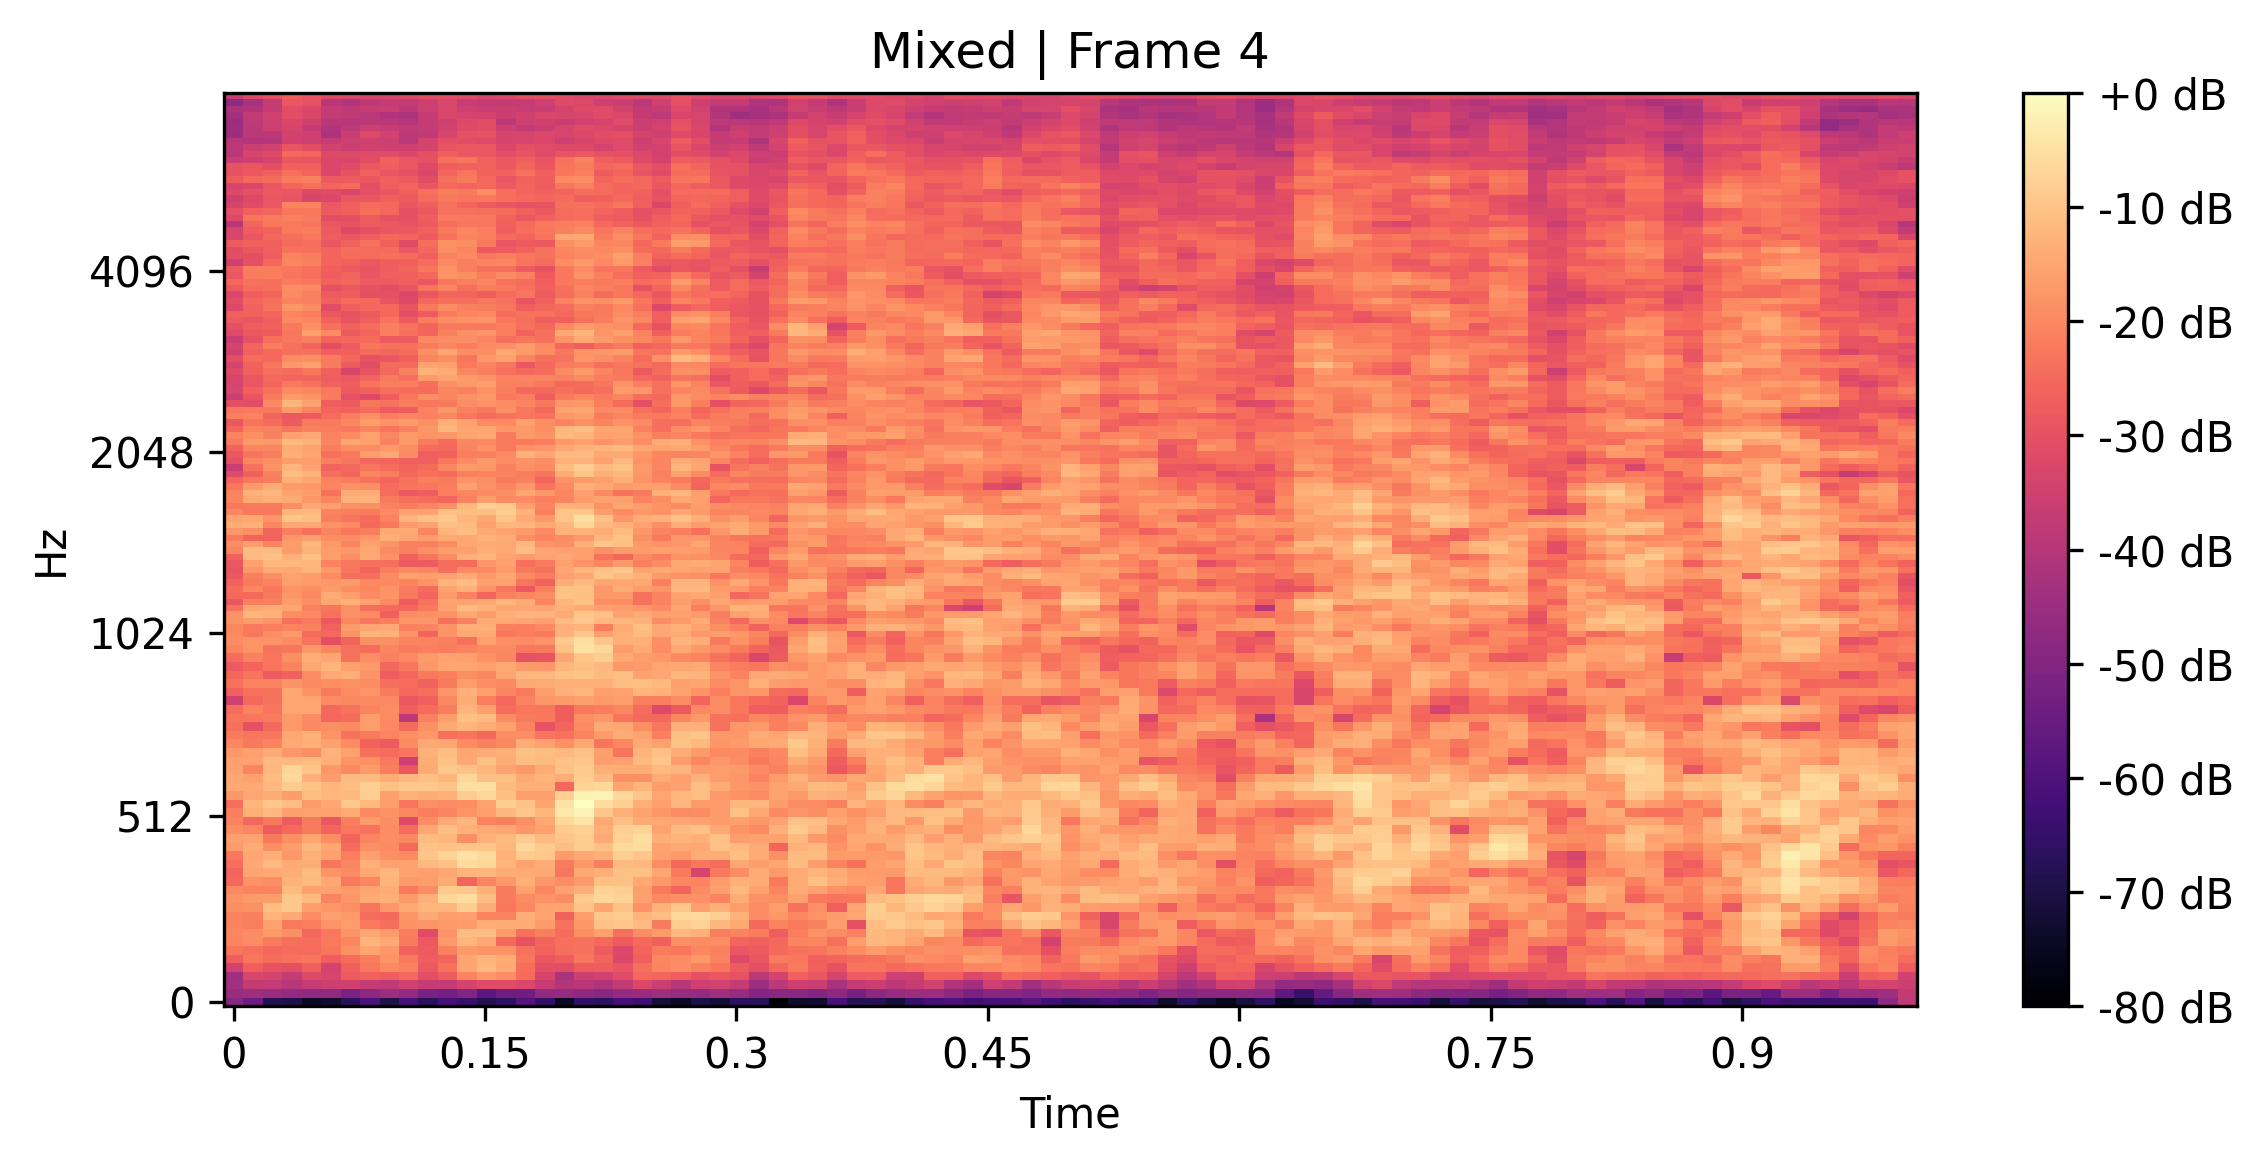 Mixed | Frame 4
Hz
4096
2048
1024
512
0
0 0.15 0.3 0.45 0.6 0.75 0.9
Time
+0 dB
-10 dB
-20 dB
-30 dB
-40 dB
-50 dB
-60 dB
-70 dB
-80 dB